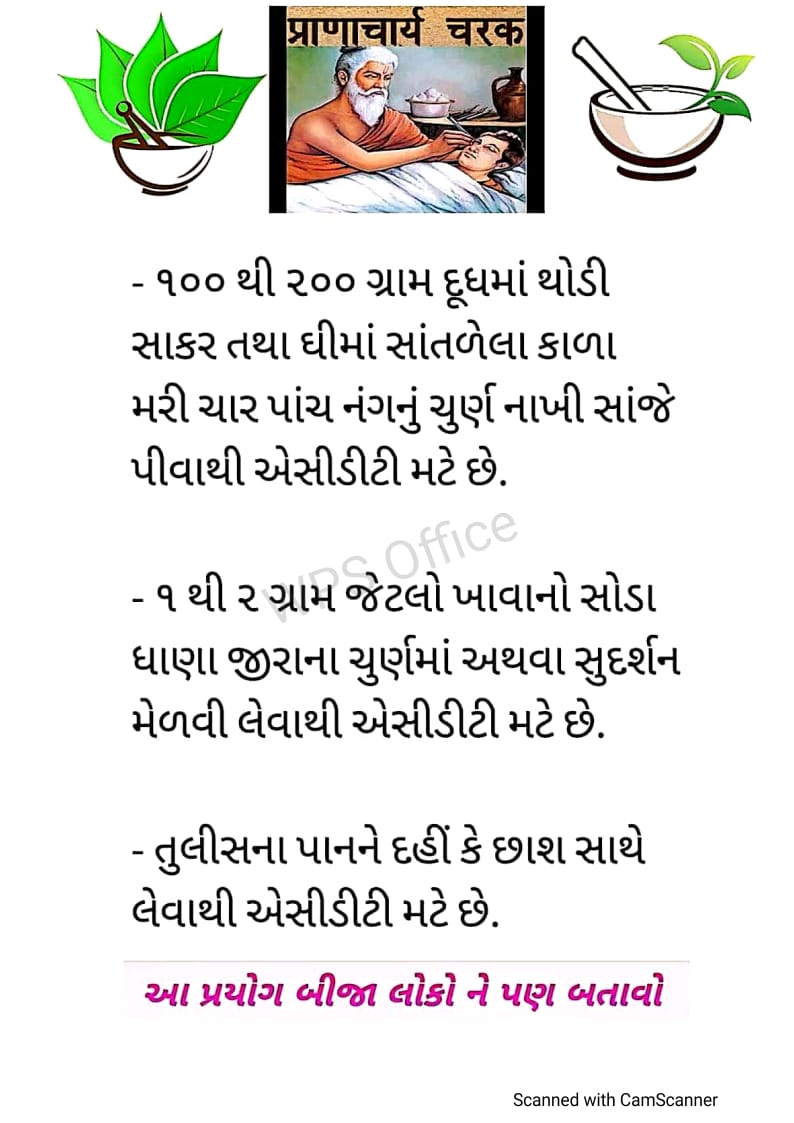 प्राणाचार्य चरक
- ૧૦૦ થી ૨૦૦ ગ્રામ દૂધમાં થોડી
સાકર તથા ઘીમાં સાંતળેલા કાળા
મરી ચાર પાંચ નંગનું ચુર્ણ નાખી સાંજે
પીવાથી એસીડીટી મટે છે.
WPS Office
- ૧ થી ૨ ગ્રામ જેટલો ખાવાનો સોડા
ધાણા જીરાના ચુર્ણમાં અથવા સુદર્શન
મેળવી લેવાથી એસીડીટી મટે છે.
- તુલીસના પાનને દહીં કે છાશ સાથે
લેવાથી એસીડીટી મટે છે.
આ પ્રયોગ બીજા લોકો ને પણ બતાવો
Scanned with CamScanner